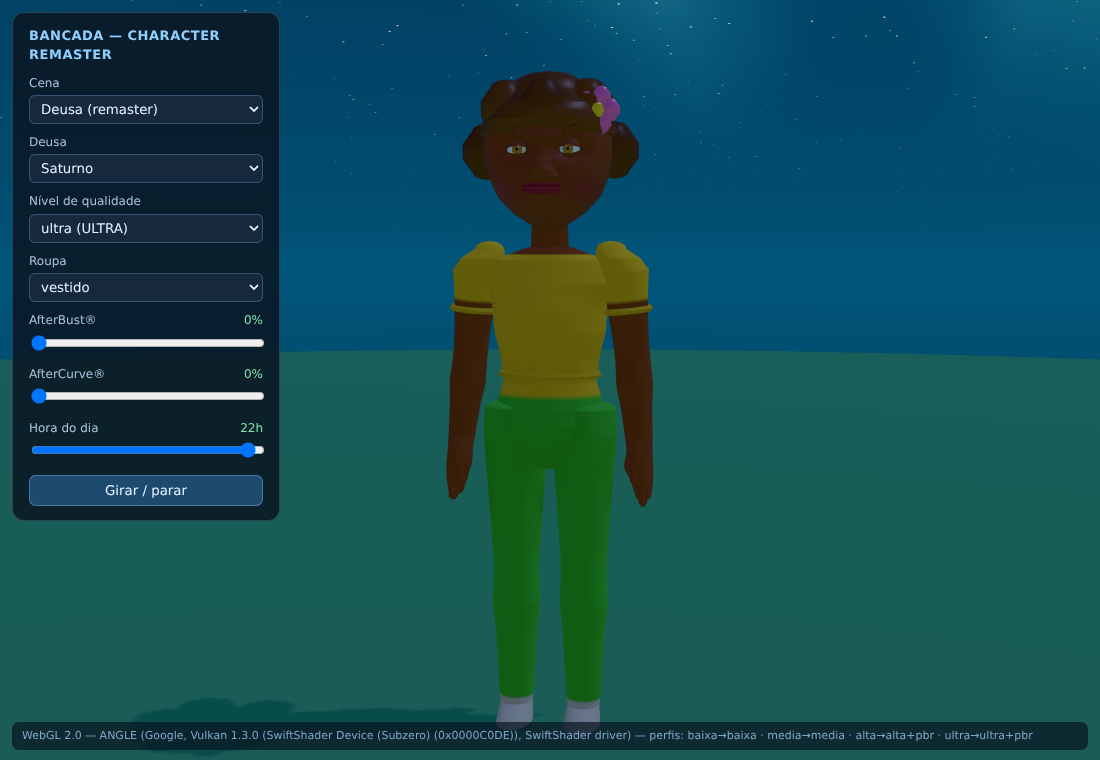 BANCADA — CHARACTER
REMASTER
Cena
Deusa (remaster)
Deusa
Saturno
Nível de qualidade
ultra (ULTRA)
Roupa
vestido
AfterBust® 0%
AfterCurve® 0%
Hora do dia 22h
Girar / parar
WebGL 2.0 — ANGLE (Google, Vulkan 1.3.0 (SwiftShader Device (Subzero) (0x0000C0DE)), SwiftShader driver) — perfis: baixa→baixa · media→media · alta→alta+pbr · ultra→ultra+pbr